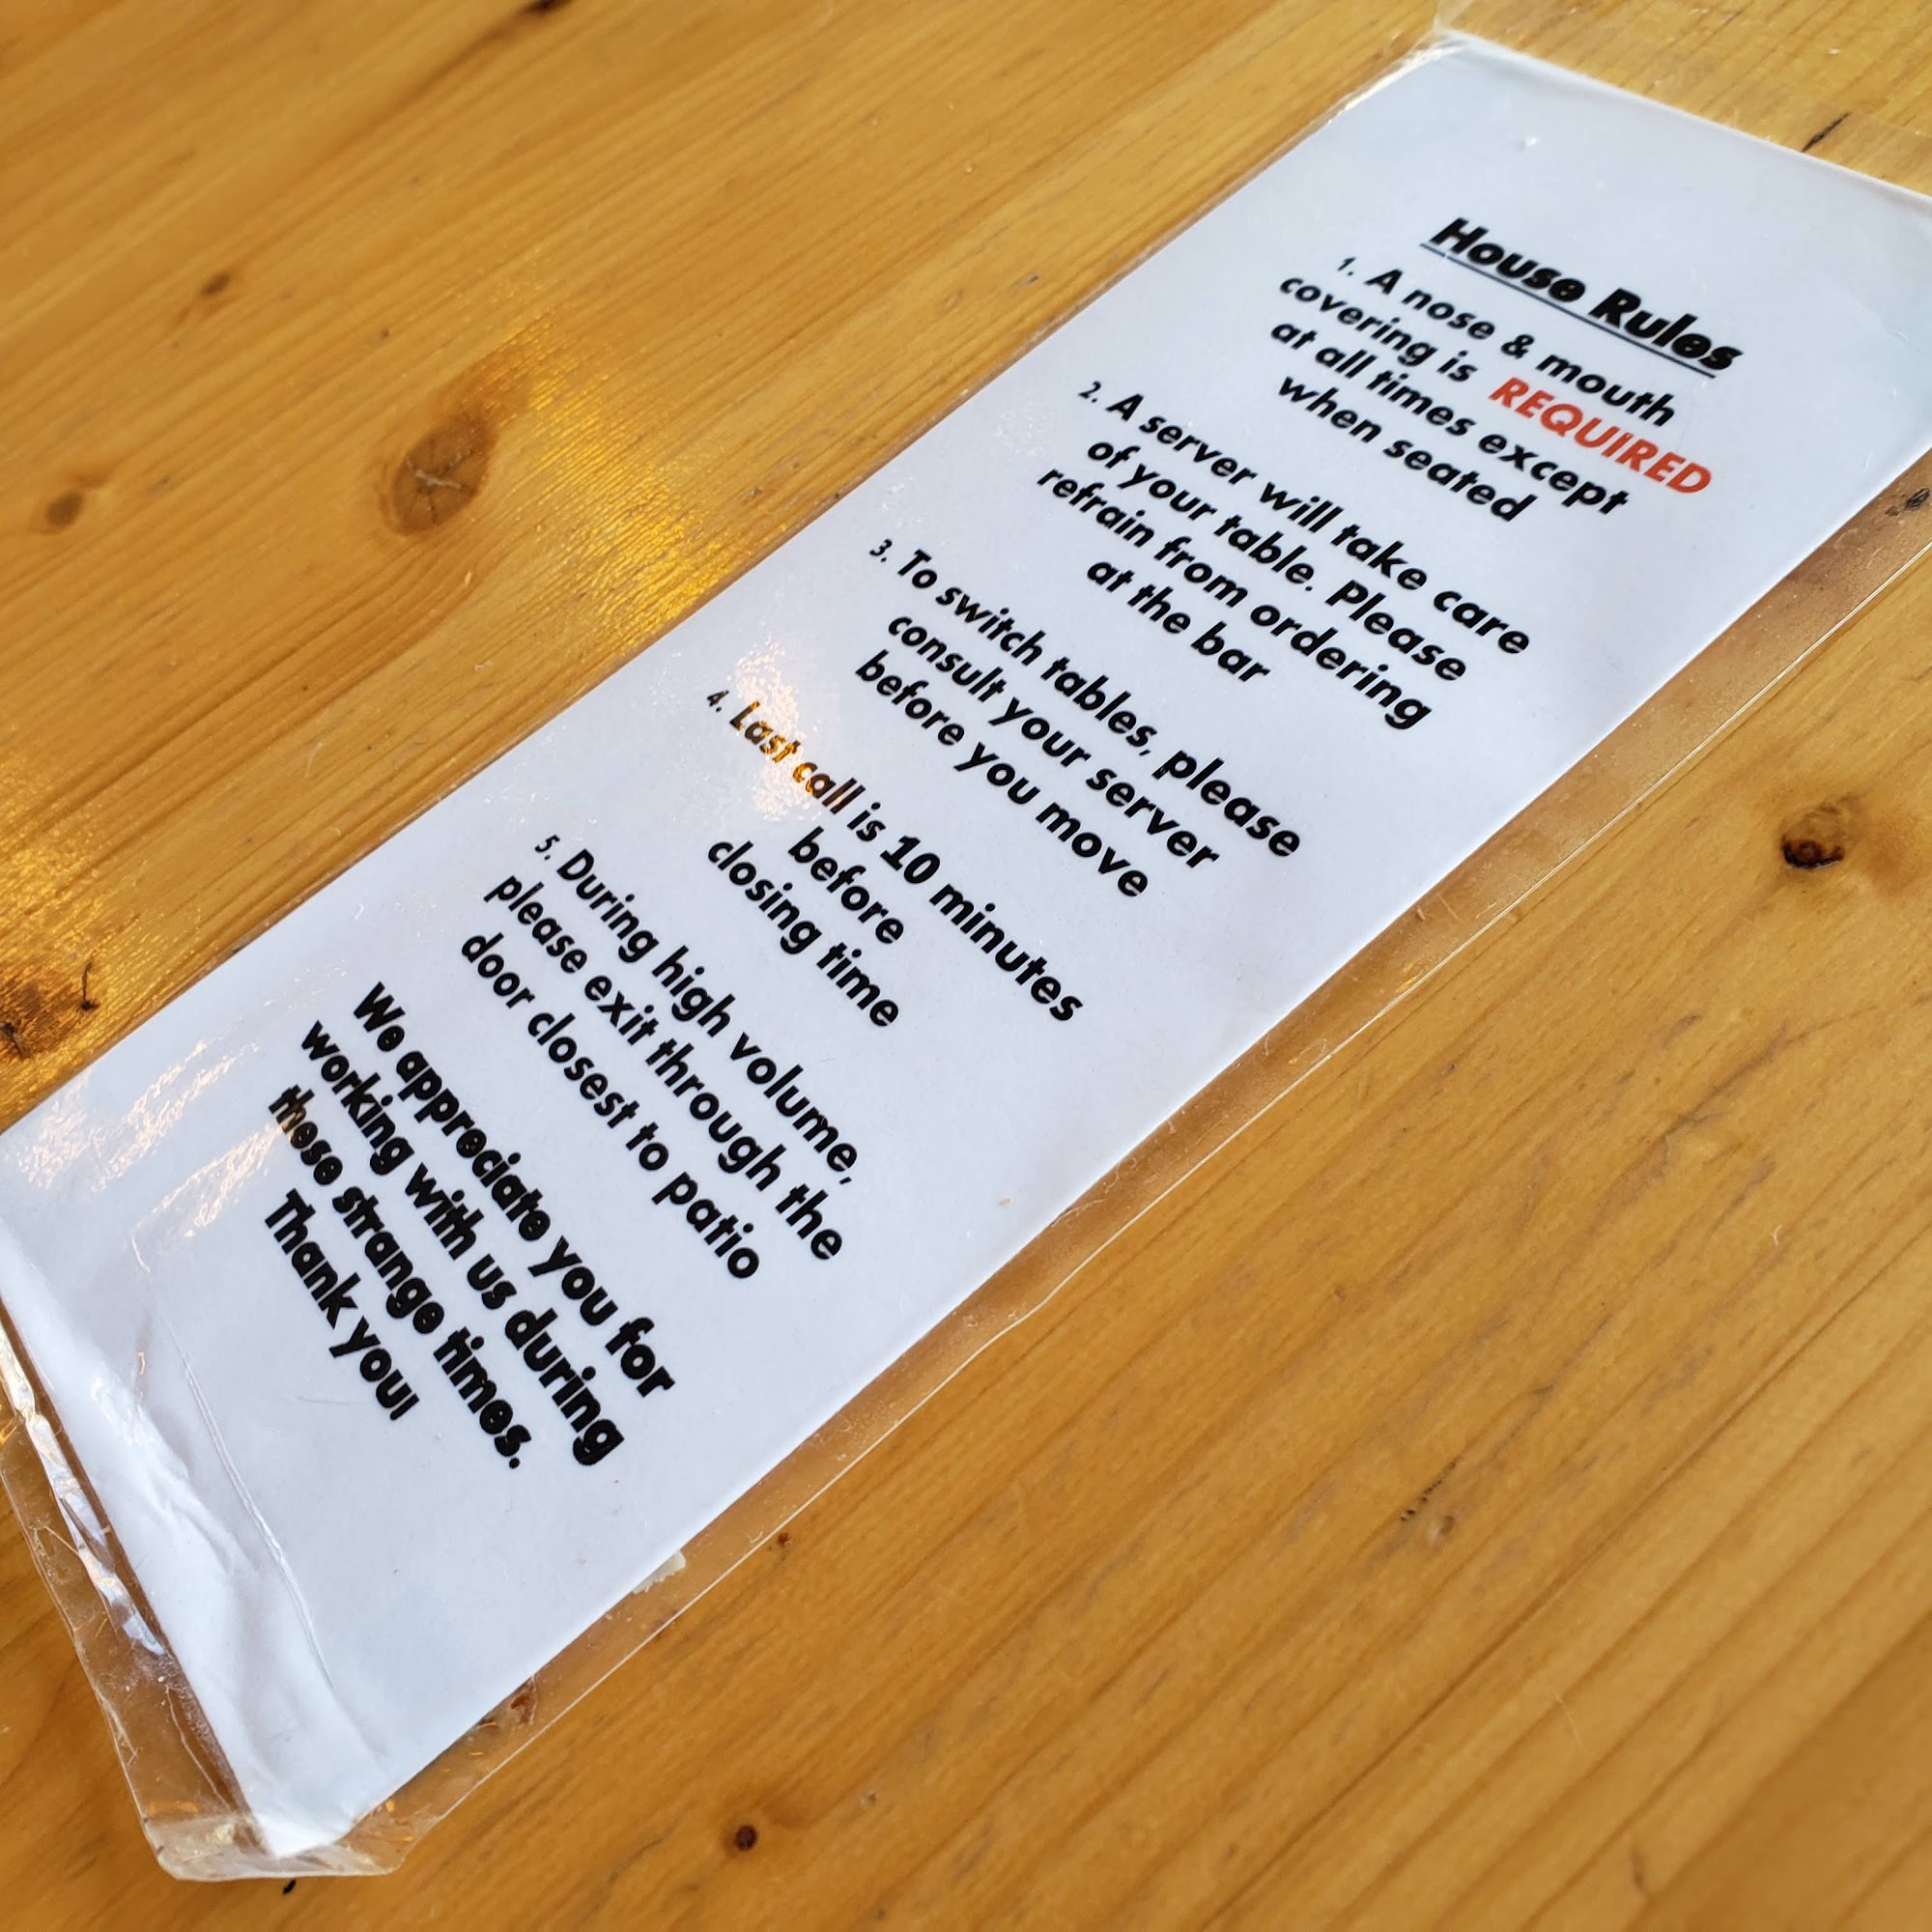 House Rules
1. A nose & mouth
covering is REQUIRED
at all times except
when seated
2. A server will take care
of your table. Please
refrain from ordering
at the bar
3. To switch tables, please
consult your server
before you move
4. Last call is 10 minutes
before
closing time
5. During high volume,
please exit through the
door closest to patio
We appreciate you for
working with us during
these strange times.
Thank you!